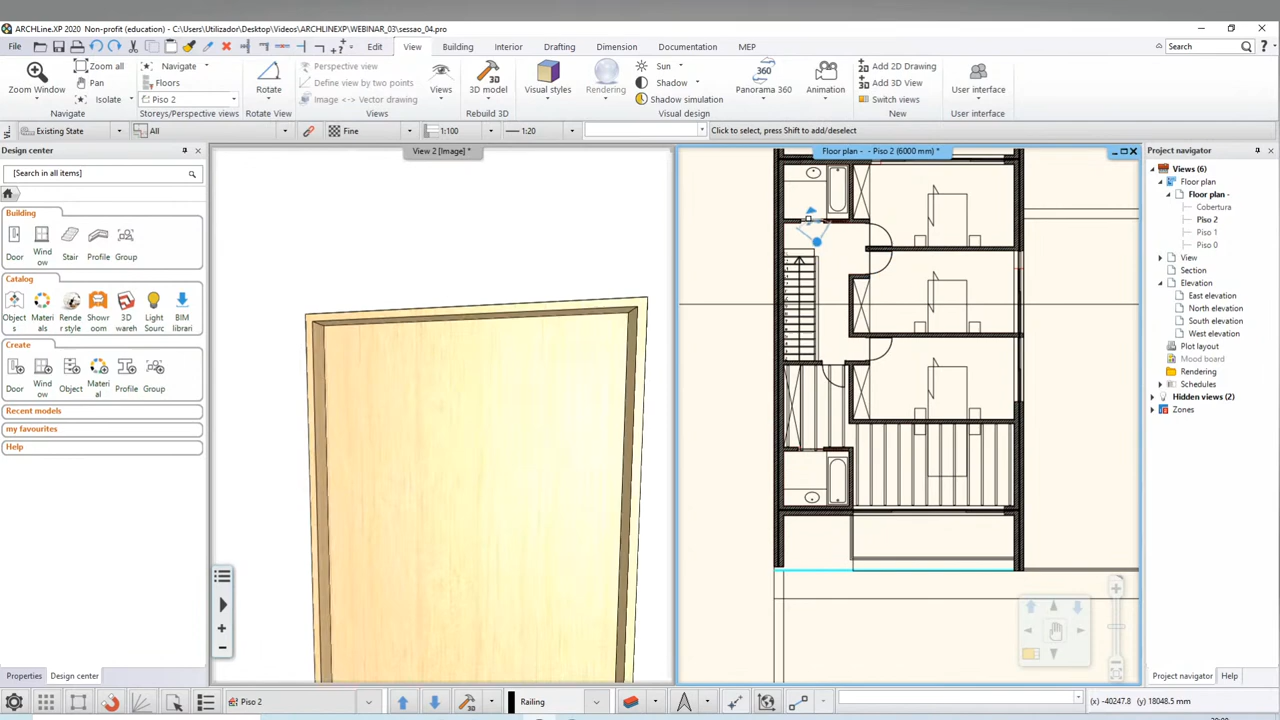 ARCHLine.XP 2020 Non-profit (education) - C:\Users\Utilizador\Desktop\Videos\ARCHLINEXP\WEBINAR_03\sessao_04.pro
File
Edit
View
Building
Interior
Drafting
Dimension
Documentation
MEP
Search
Zoom Window
Zoom all
Pan
Isolate
Navigate
Navigate
Floors
Piso 2
Storeys/Perspective views
Rotate
Rotate View
Perspective view
Define view by two points
Image <-> Vector drawing
Views
Views
3D model
Rebuild 3D
Visual styles
Rendering
Sun
Shadow
Shadow simulation
Visual design
Panorama 360
Animation
Add 2D Drawing
Add 3D View
Switch views
New
User interface
User interface
Existing State
All
Fine
1:100
1:20
Click to select, press Shift to add/deselect
Design center
[Search in all items]
Building
Door
Wind
ow
Stair
Profile
Group
Catalog
Object
s
Materi
als
Rende
r style
Showr
oom
3D
wareh
Light
Sourc
BIM
librari
Create
Door
Wind
ow
Object
Materi
al
Profile
Group
Recent models
my favourites
Help
Properties
Design center
View 2 [Image] *
Floor plan - - Piso 2 (6000 mm) *
360
Project navigator
Views (6)
Floor plan
Floor plan -
Cobertura
Piso 2
Piso 1
Piso 0
View
Section
Elevation
East elevation
North elevation
South elevation
West elevation
Plot layout
Mood board
Rendering
Schedules
Hidden views (2)
Zones
Project navigator
Help
Piso 2
Railing
(x) -40247.8 (y) 18048.5 mm